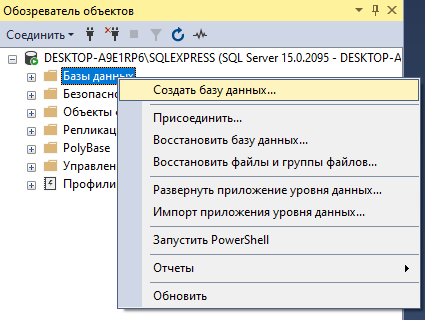 Обозреватель объектов
Соединить
DESKTOP-A9E1RP6\SQLEXPRESS (SQL Server 15.0.2095 - DESKTOP-A
Базы данных
Создать базу данных...
Безопасно
Присоединить...
Объекты с
Восстановить базу данных...
Репликац
Восстановить файлы и группы файлов...
PolyBase
Развернуть приложение уровня данных...
Управлен
Импорт приложения уровня данных...
Профили
Запустить PowerShell
Отчеты
Обновить